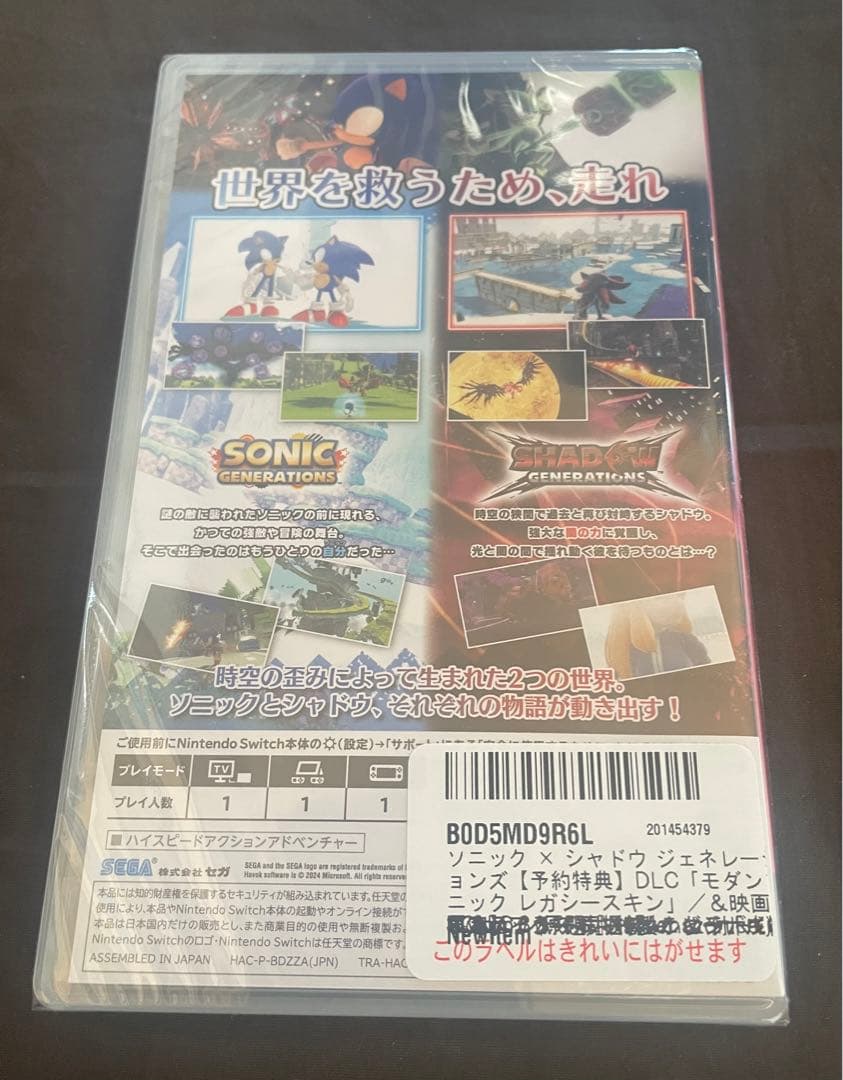 世界を救うため、走れ
SONIC
GENERATIONS
SHADOW
GENERATIONS
謎の敵に襲われたソニックの前に現れる、
かつての強敵や冒険の舞台。
そこで出会ったのはもうひとりの自分だった…
時空の狭間で過去と再び対峙するシャドウ。
強大な闇の力に覚醒し、
光と闇の間で揺れ動く彼を待つものとは…?
時空の歪みによって生まれた2つの世界。
ソニックとシャドウ、それぞれの物語が動き出す!
ご使用前にNintendo Switch本体の(設定)→「サポート
プレイモード
TV
プレイ人数
1
1
1
■ハイスピードアクションアドベンチャー
SEGA 株式会社セガ
SEGA and the SEGA logo are registered trademarks of
Havok software is © 2024 Microsoft. All rights
本品には知的財産権を保護するセキュリティが組み込まれています。任天堂の
使用により、本品やNintendo Switch本体の起動やオンライン接続が
本品は日本国内だけの販売とし、また商業目的の使用や無断複製およ
Nintendo Switchのロゴ・Nintendo Switchは任天堂の商標です。
ASSEMBLED IN JAPAN HAC-P-BDZZA(JPN) TRA-HAC
B0D5MD9R6L
201454379
ソニック × シャドウ ジェネレーシ
ョンズ【予約特典】DLC「モダン
ニック レガシースキン」/&映画
NewItem
このラベルはきれいにはがせます